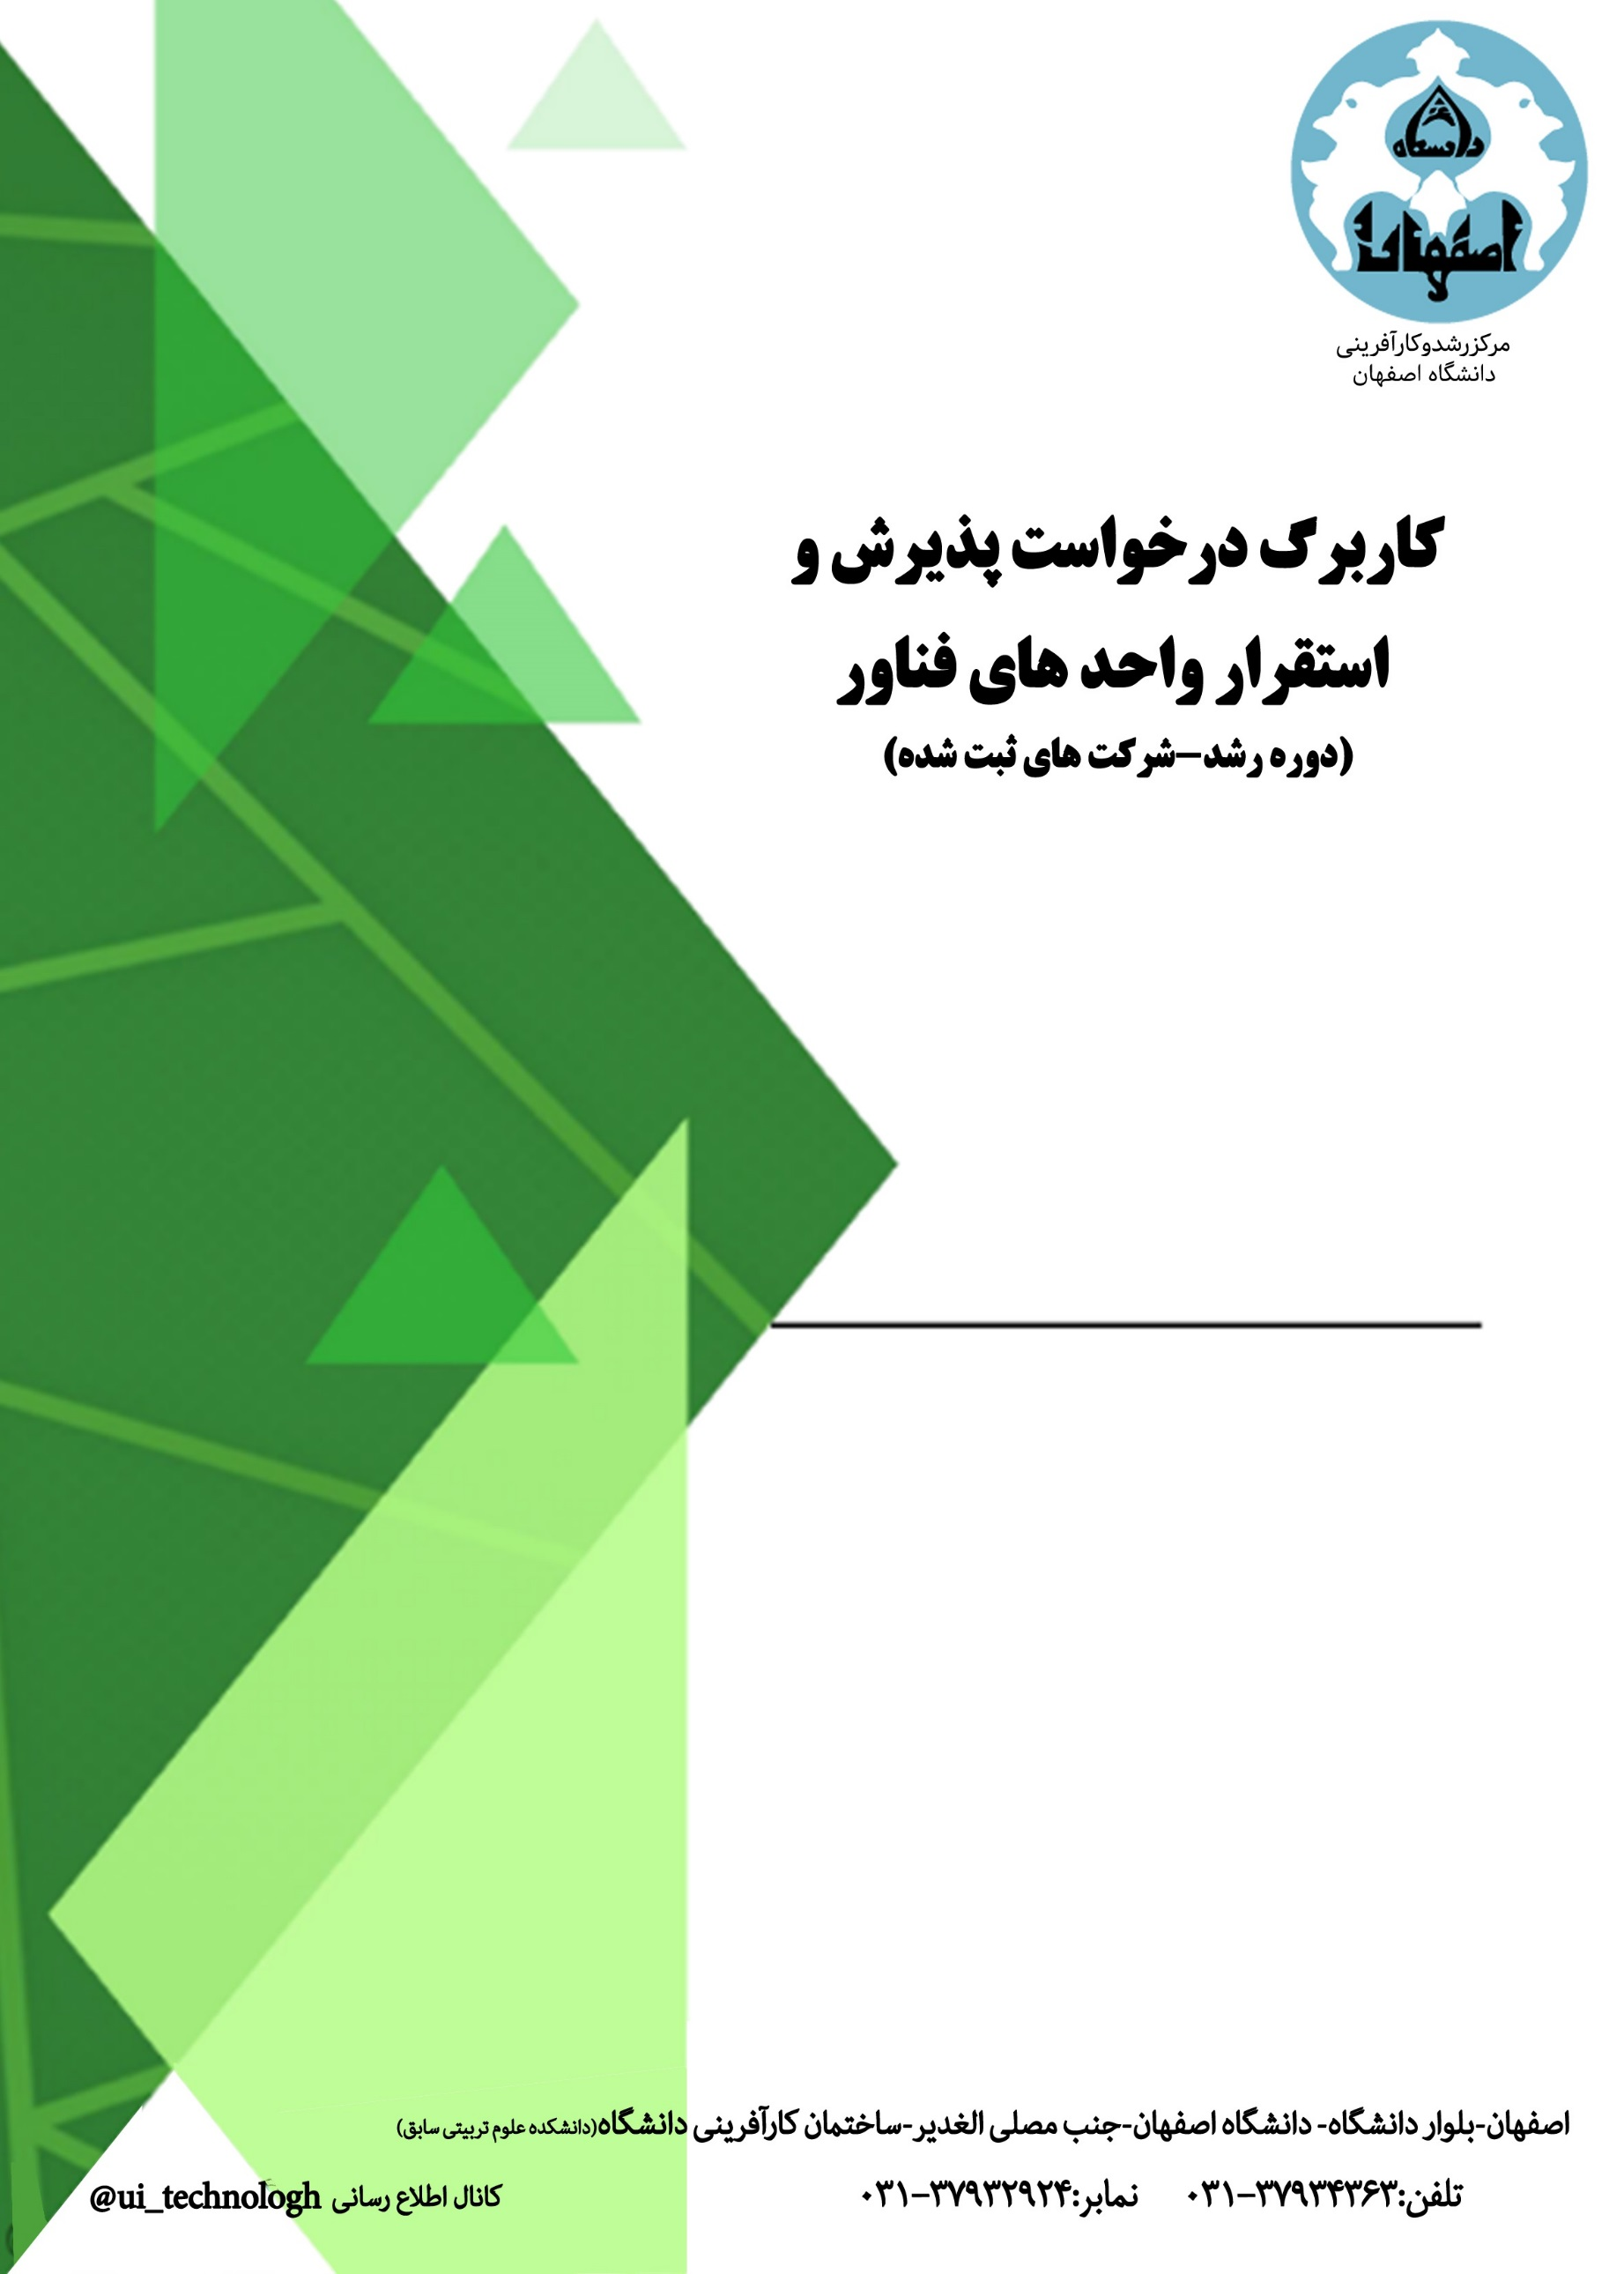 دانشگاه
اصفهان
مرکزرشدوکارآفرینی
دانشگاه اصفهان
کاربرگ درخواست پذیرش و
استقرار واحد های فناور
(دوره رشد-شرکت های ثبت شده)
اصفهان-بلوار دانشگاه- دانشگاه اصفهان-جنب مصلی الغدیر-ساختمان کارآفرینی دانشگاه(دانشکده علوم تربیتی سابق)
تلفن:۳۷۹۳۴۳۶۳-۰۳۱ نمابر:۳۷۹۳۲۹۲۴-۰۳۱ کانال اطلاع رسانی @ui_technologh